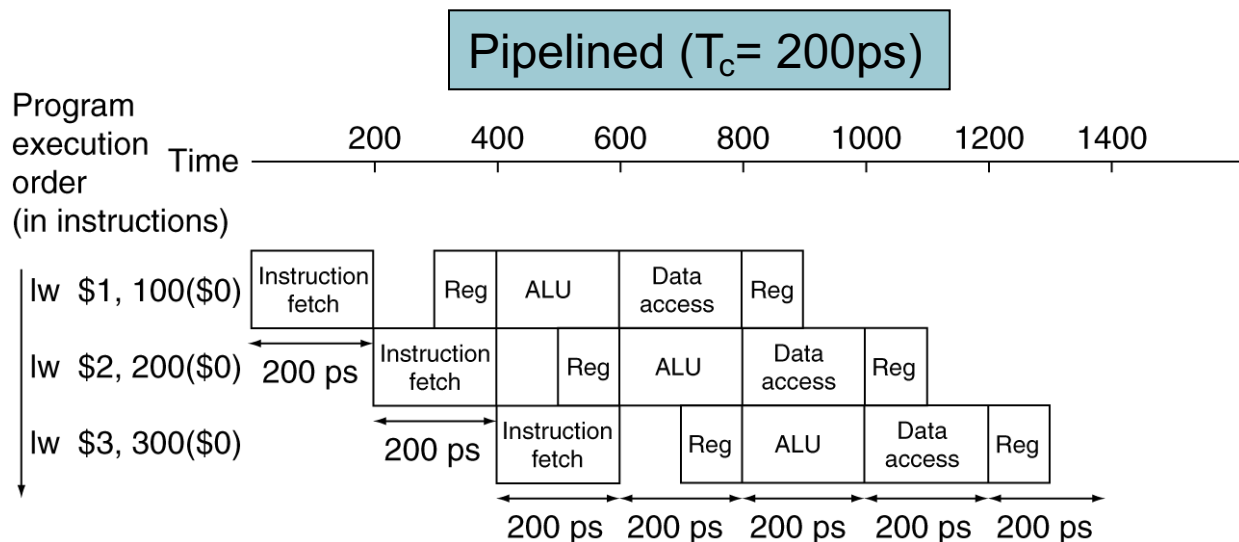 Pipelined (Tc= 200ps)
Program
execution
order
(in instructions)
Time
200 400 600 800 1000 1200 1400
lw $1, 100($0)
Instruction
fetch
Reg
ALU
Data
access
Reg
200 ps
lw $2, 200($0)
Instruction
fetch
Reg
ALU
Data
access
Reg
200 ps
lw $3, 300($0)
Instruction
fetch
Reg
ALU
Data
access
Reg
200 ps 200 ps 200 ps 200 ps 200 ps